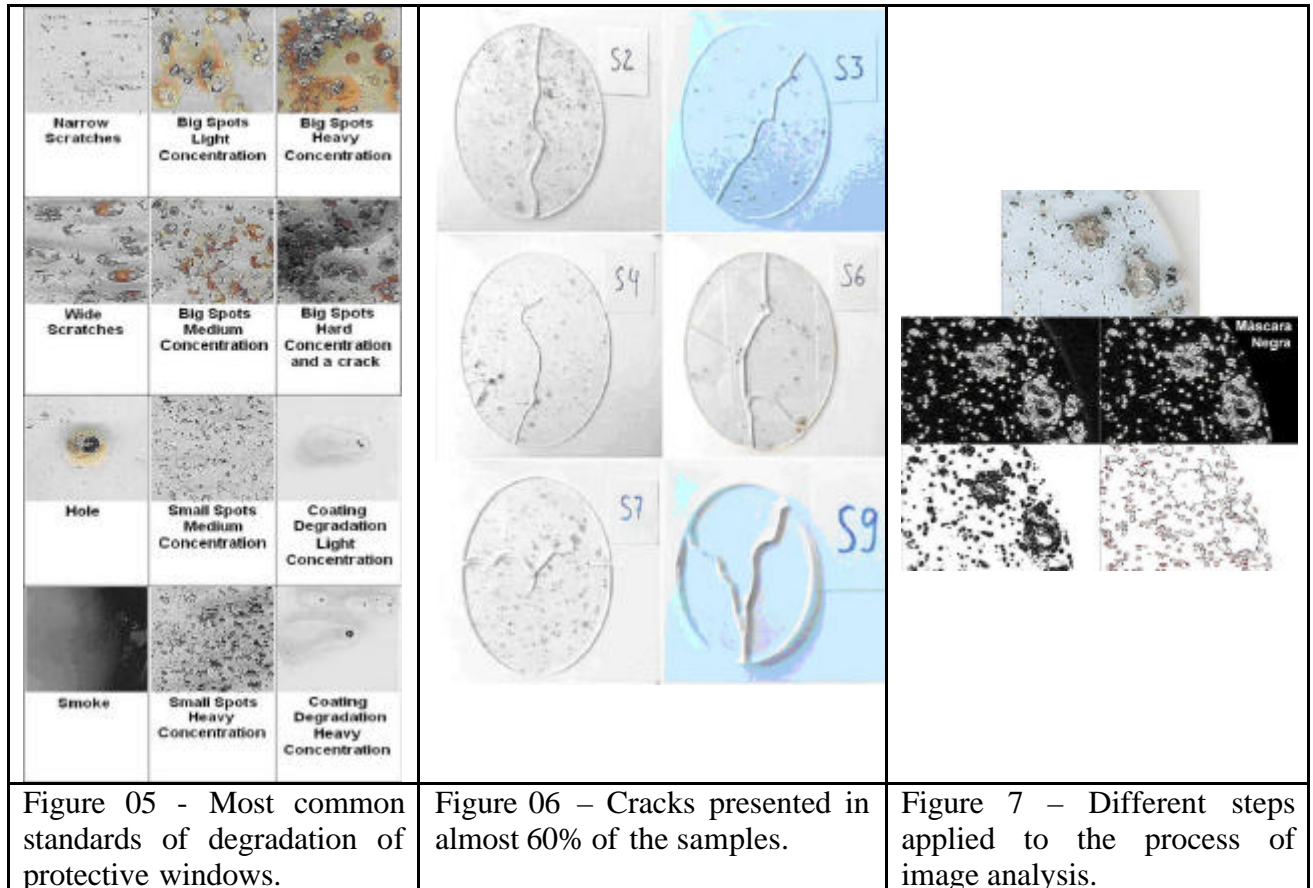 Narrow
Scratches
Big Spots
Light
Concentration
Big Spots
Heavy
Concentration
Wide
Scratches
Big Spots
Medium
Concentration
Big Spots
Hard
Concentration
and a crack
Hole
Small Spots
Medium
Concentration
Coating
Degradation
Light
Concentration
Smoke
Small Spots
Heavy
Concentration
Coating
Degradation
Heavy
Concentration
S2
S3
S4
S6
S7
S9
Máscara
Negra
Figure 05 - Most common
standards of degradation of
protective windows.
Figure 06 – Cracks presented in
almost 60% of the samples.
Figure 7 – Different steps
applied to the process of
image analysis.